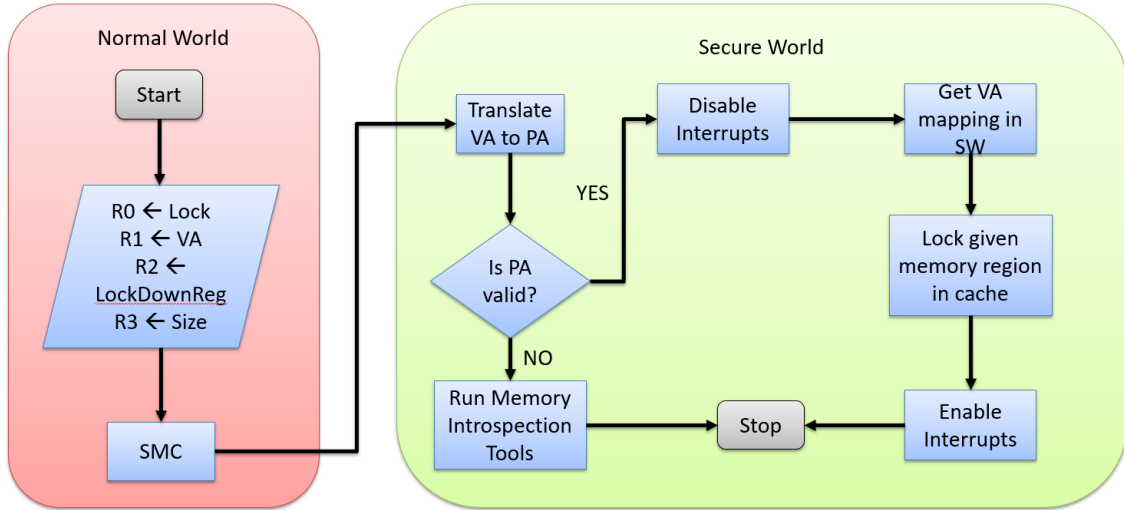 Normal World
Start
R0 ← Lock
R1 ← VA
R2 ←
LockDownReg
R3 ← Size
SMC
Secure World
Translate
VA to PA
Is PA
valid?
YES
NO
Disable
Interrupts
Get VA
mapping in
SW
Lock given
memory region
in cache
Enable
Interrupts
Run Memory
Introspection
Tools
Stop